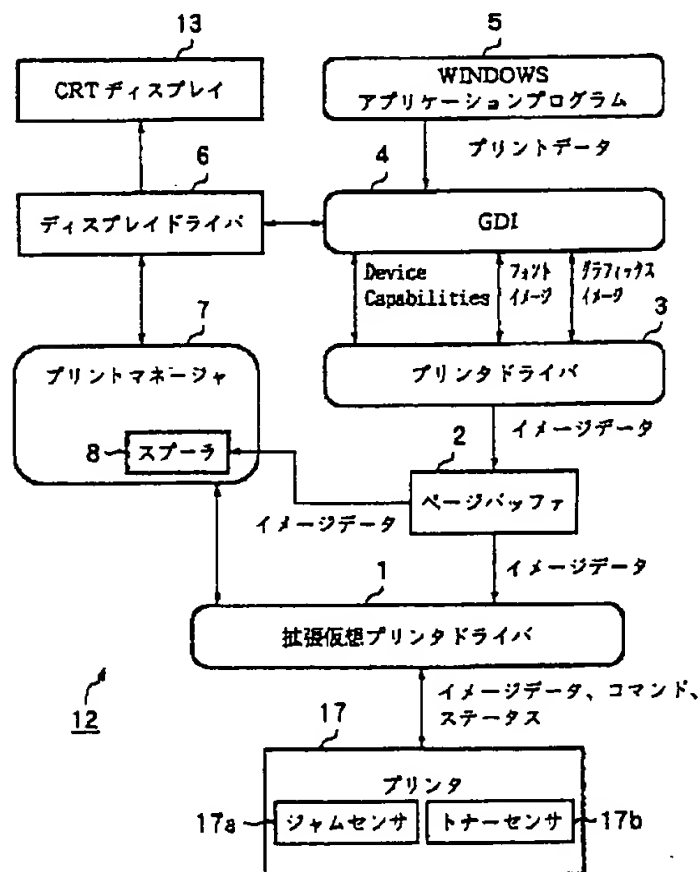 13
CRT ディスプレイ
5
WINDOWS
アプリケーションプログラム
プリントデータ
6
ディスプレイドライバ
4
GDI
Device
Capabilities
フォント
イメージ
グラフィックス
イメージ
7
プリントマネージャ
8
スプーラ
3
プリンタドライバ
イメージデータ
2
ページバッファ
イメージデータ
イメージデータ
1
拡張仮想プリンタドライバ
12
イメージデータ、コマンド、
ステータス
17
プリンタ
17a
ジャムセンサ
トナーセンサ
17b